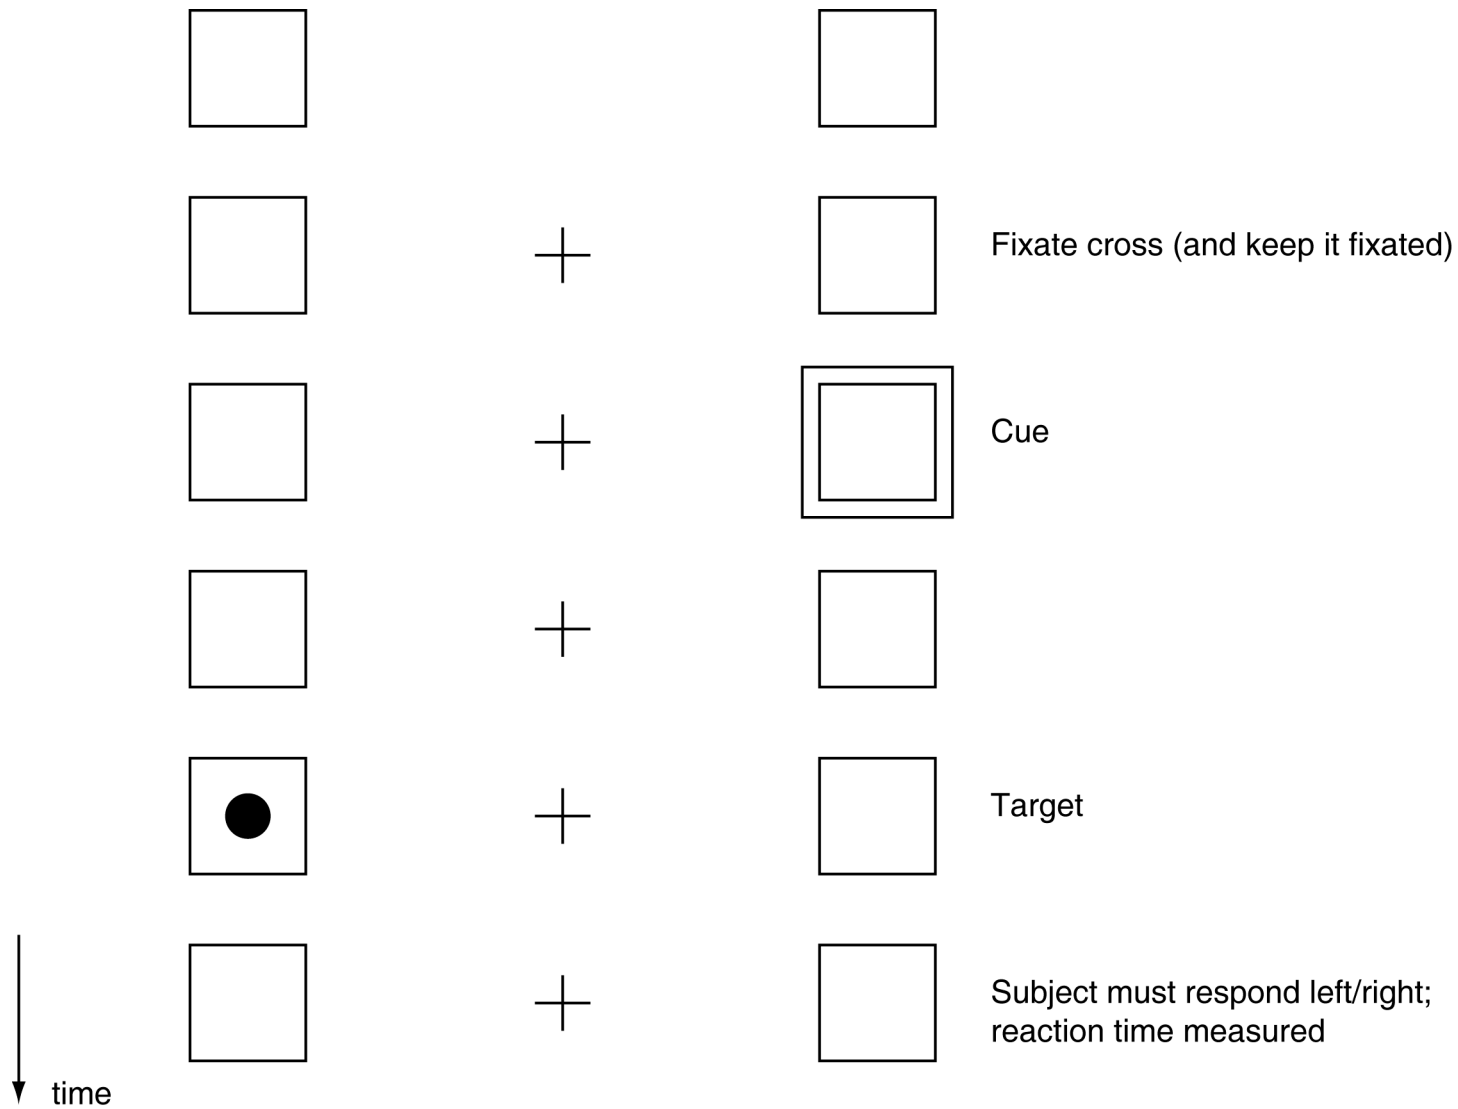 Fixate cross (and keep it fixated)
Cue
Target
Subject must respond left/right;
reaction time measured
time